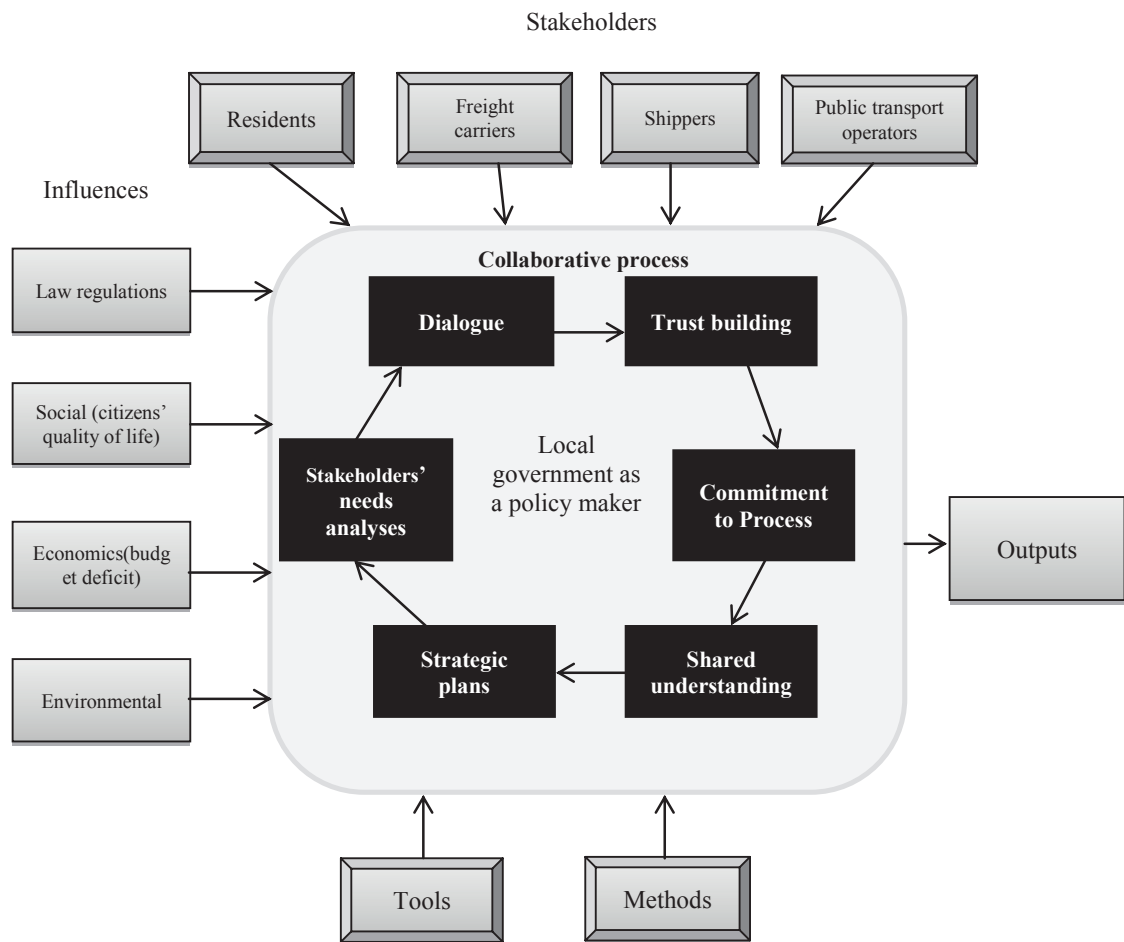 Stakeholders
Residents
Freight
carriers
Shippers
Public transport
operators
Influences
Law regulations
Social (citizens’
quality of life)
Economics(budg
et deficit)
Environmental
Collaborative process
Dialogue
Trust building
Stakeholders’
needs
analyses
Local
government as
a policy maker
Commitment
to Process
Strategic
plans
Shared
understanding
Outputs
Tools
Methods